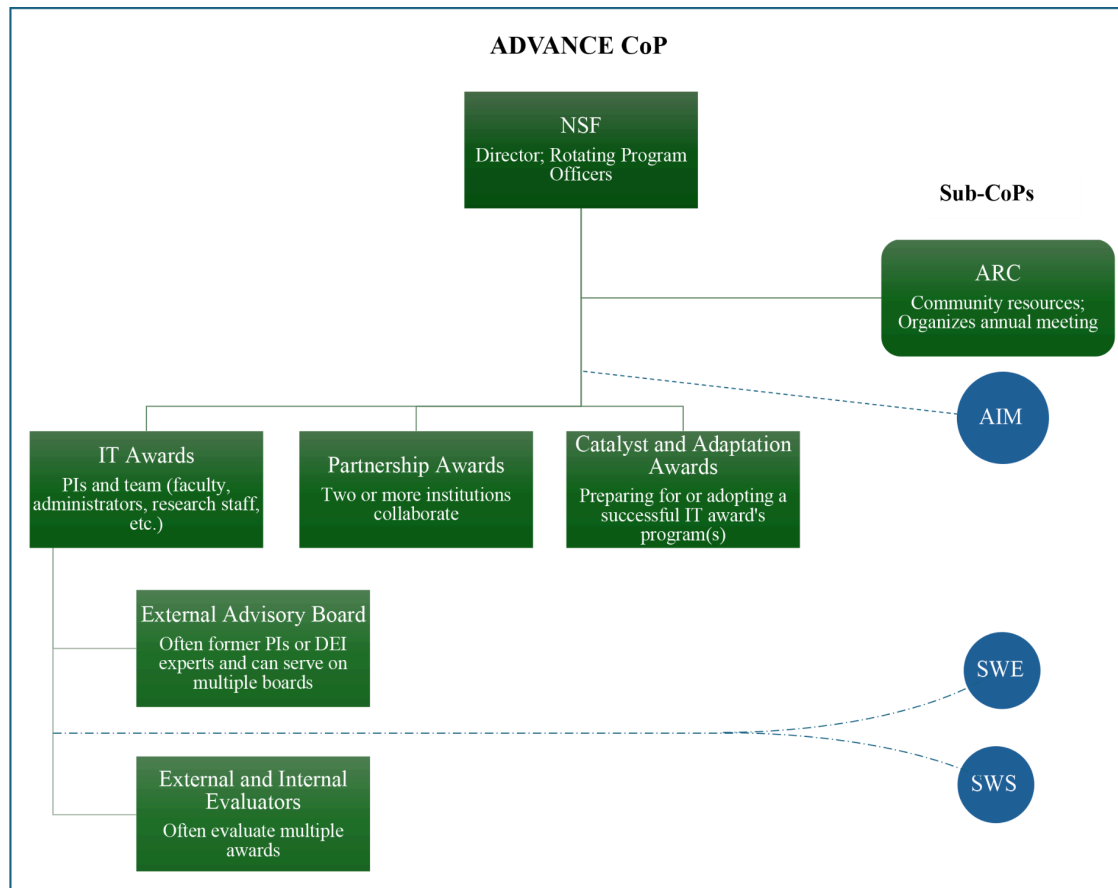 ADVANCE CoP
NSF
Director; Rotating Program
Officers
Sub-CoPs
ARC
Community resources;
Organizes annual meeting
AIM
IT Awards
PIs and team (faculty,
administrators, research staff,
etc.)
Partnership Awards
Two or more institutions
collaborate
Catalyst and Adaptation
Awards
Preparing for or adopting a
successful IT award's
program(s)
External Advisory Board
Often former PIs or DEI
experts and can serve on
multiple boards
SWE
SWS
External and Internal
Evaluators
Often evaluate multiple
awards